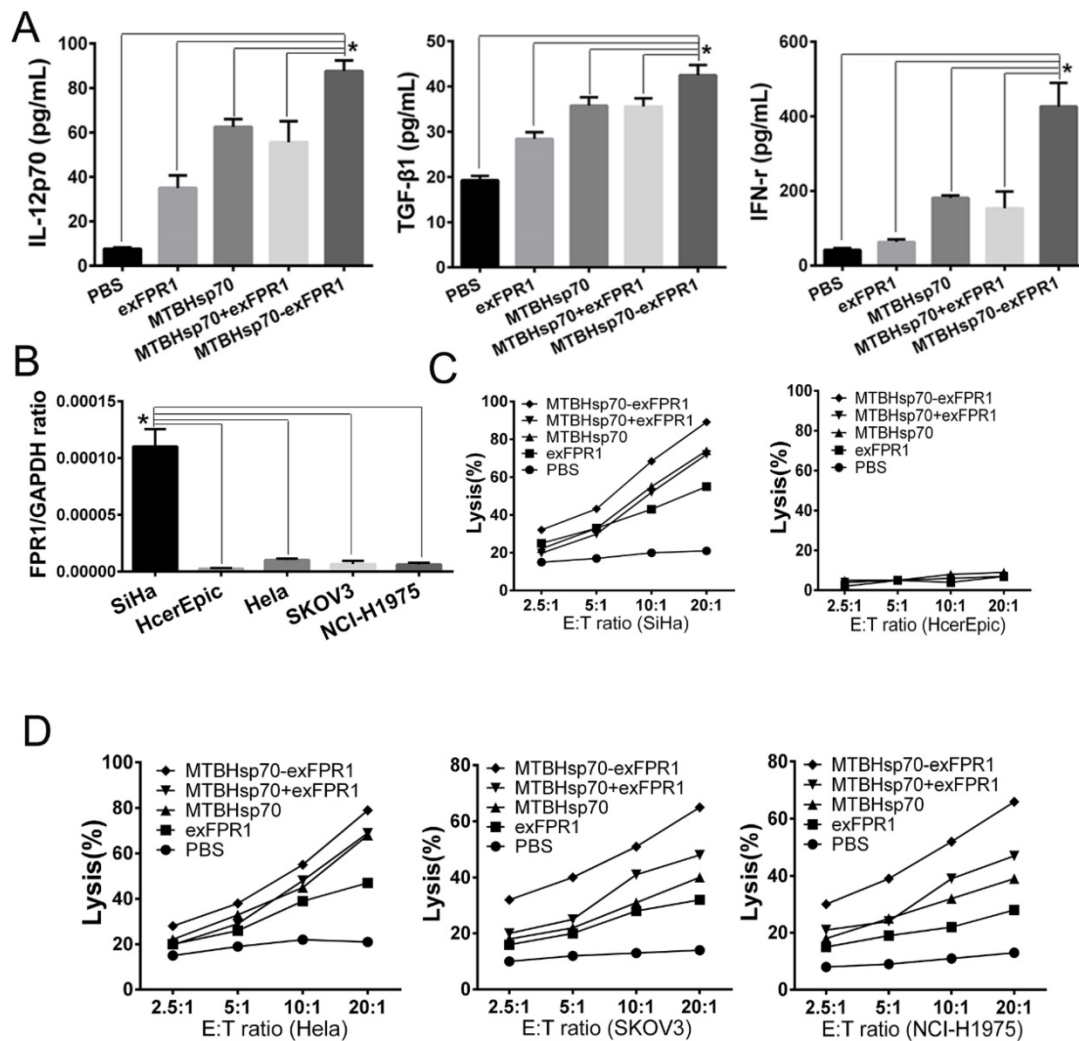 A
IL-12p70 (pg/mL)
100
80
60
40
20
0
*
PBS
exFPR1
MTBHsp70
MTBHsp70+exFPR1
MTBHsp70-exFPR1
TGF-β1 (pg/mL)
50
40
30
20
10
0
*
PBS
exFPR1
MTBHsp70
MTBHsp70+exFPR1
MTBHsp70-exFPR1
IFN-r (pg/mL)
600
400
200
0
*
PBS
exFPR1
MTBHsp70
MTBHsp70+exFPR1
MTBHsp70-exFPR1
B
FPR1/GAPDH ratio
0.00015
0.00010
0.00005
0.00000
*
SiHa
HcerEpic
Hela
SKOV3
NCI-H1975
C
Lysis(%)
100
80
60
40
20
0
MTBHsp70-exFPR1
MTBHsp70+exFPR1
MTBHsp70
exFPR1
PBS
2.5:1 5:1 10:1 20:1
E:T ratio (SiHa)
Lysis(%)
100
80
60
40
20
0
MTBHsp70-exFPR1
MTBHsp70+exFPR1
MTBHsp70
exFPR1
PBS
2.5:1 5:1 10:1 20:1
E:T ratio (HcerEpic)
D
Lysis(%)
100
80
60
40
20
0
MTBHsp70-exFPR1
MTBHsp70+exFPR1
MTBHsp70
exFPR1
PBS
2.5:1 5:1 10:1 20:1
E:T ratio (Hela)
Lysis(%)
80
60
40
20
0
MTBHsp70-exFPR1
MTBHsp70+exFPR1
MTBHsp70
exFPR1
PBS
2.5:1 5:1 10:1 20:1
E:T ratio (SKOV3)
Lysis(%)
80
60
40
20
0
MTBHsp70-exFPR1
MTBHsp70+exFPR1
MTBHsp70
exFPR1
PBS
2.5:1 5:1 10:1 20:1
E:T ratio (NCI-H1975)